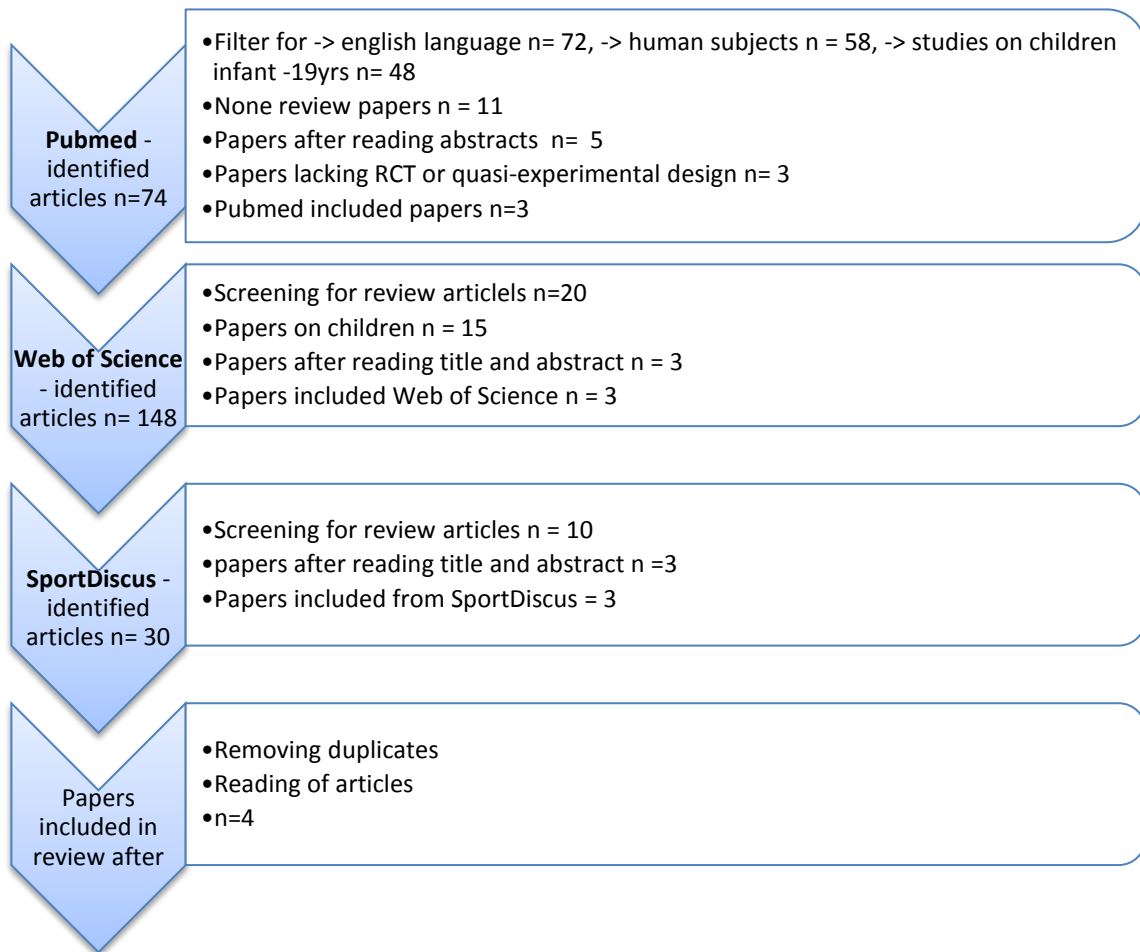 Pubmed -
identified
articles n=74
•Filter for -> english language n= 72, -> human subjects n = 58, -> studies on children
infant -19yrs n= 48
•None review papers n = 11
•Papers after reading abstracts n= 5
•Papers lacking RCT or quasi-experimental design n= 3
•Pubmed included papers n=3
Web of Science
- identified
articles n= 148
•Screening for review articlels n=20
•Papers on children n = 15
•Papers after reading title and abstract n = 3
•Papers included Web of Science n = 3
SportDiscus -
identified
articles n= 30
•Screening for review articles n = 10
•papers after reading title and abstract n =3
•Papers included from SportDiscus = 3
Papers
included in
review after
•Removing duplicates
•Reading of articles
•n=4